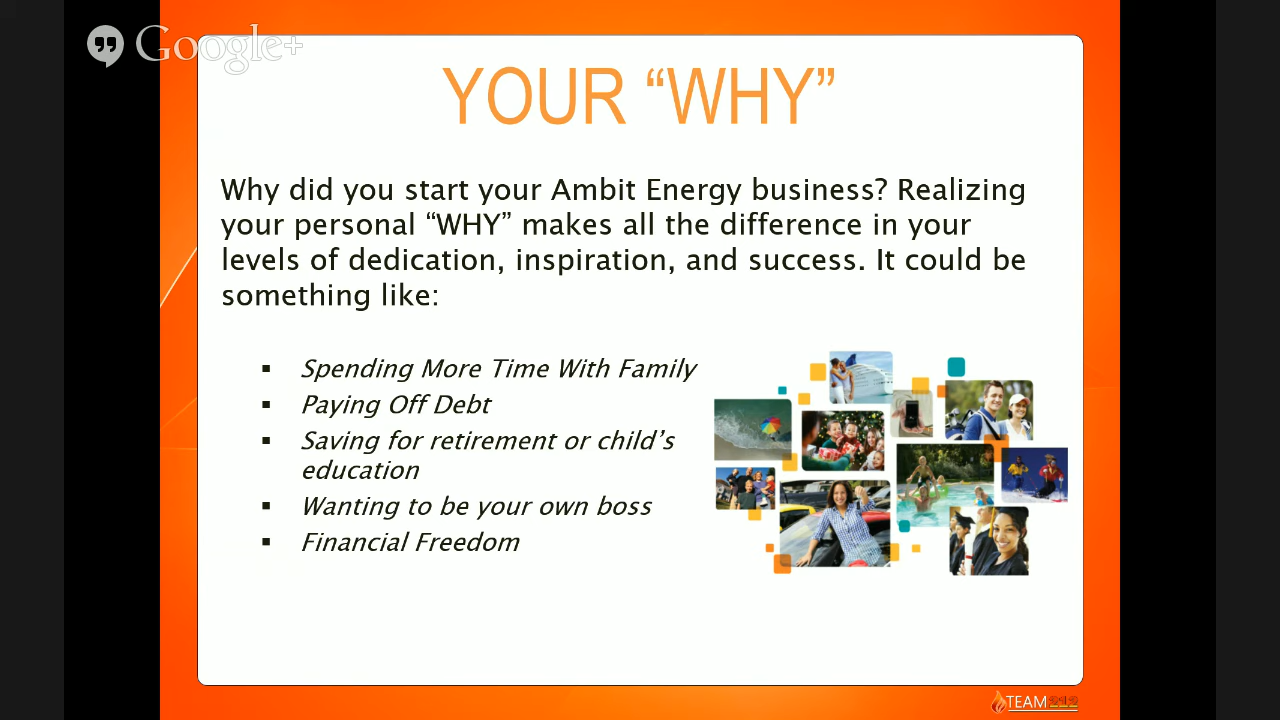 Google+
YOUR “WHY”
Why did you start your Ambit Energy business? Realizing
your personal “WHY” makes all the difference in your
levels of dedication, inspiration, and success. It could be
something like:
▪ Spending More Time With Family
▪ Paying Off Debt
▪ Saving for retirement or child’s
education
▪ Wanting to be your own boss
▪ Financial Freedom
TEAM 212